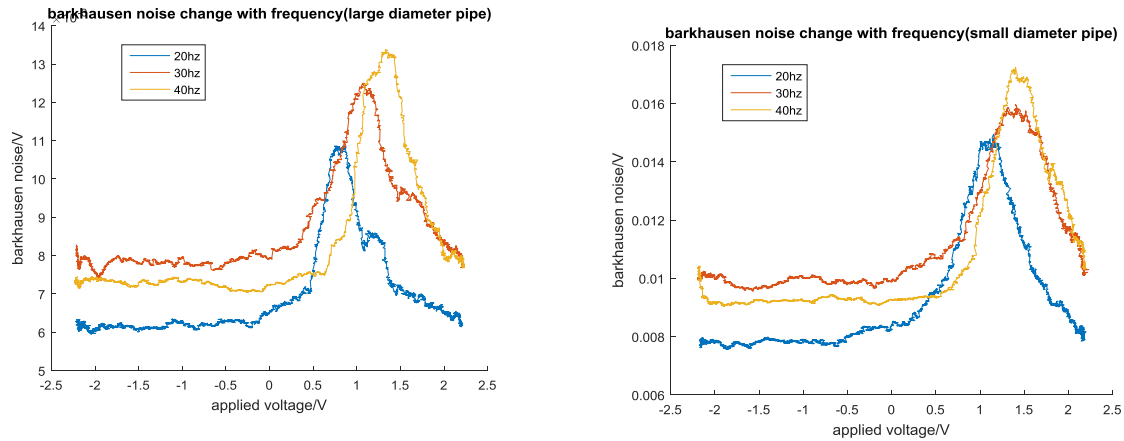 barkhausen noise change with frequency(large diameter pipe)
14
13
12
11
10
9
8
7
6
5
barkhausen noise/V
20hz
30hz
40hz
-2.5 -2 -1.5 -1 -0.5 0 0.5 1 1.5 2 2.5
applied voltage/V
barkhausen noise change with frequency(small diameter pipe)
0.018
0.016
0.014
0.012
0.01
0.008
0.006
barkhausen noise/V
20hz
30hz
40hz
-2.5 -2 -1.5 -1 -0.5 0 0.5 1 1.5 2 2.5
applied voltage/V